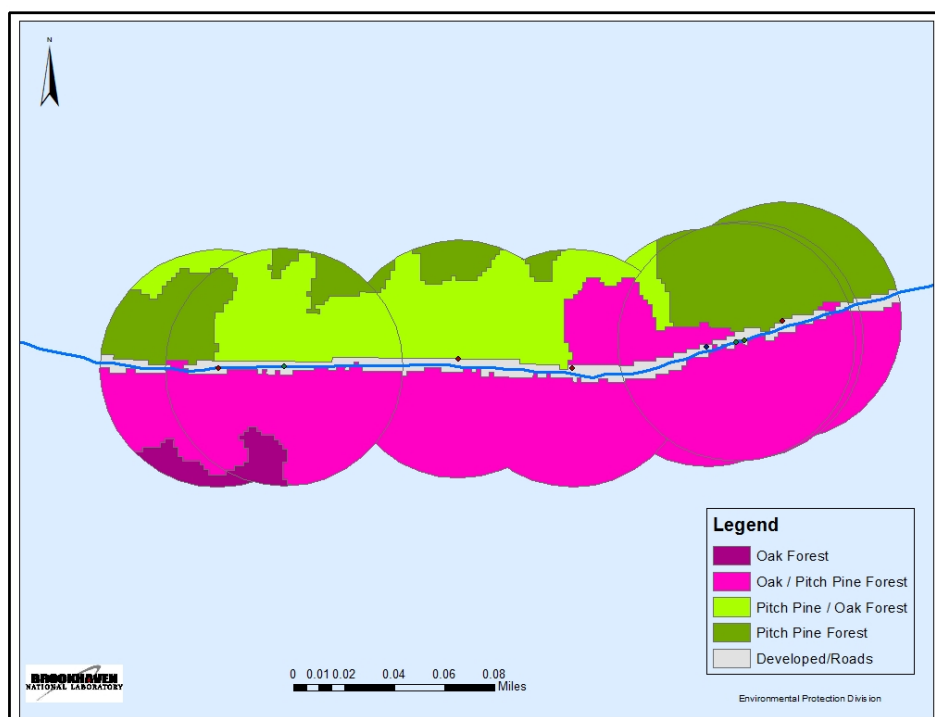 N
Legend
Oak Forest
Oak / Pitch Pine Forest
Pitch Pine / Oak Forest
Pitch Pine Forest
Developed/Roads
BROOKHAVEN
NATIONAL LABORATORY
0 0.01 0.02 0.04 0.06 0.08
Miles
Environmental Protection Division